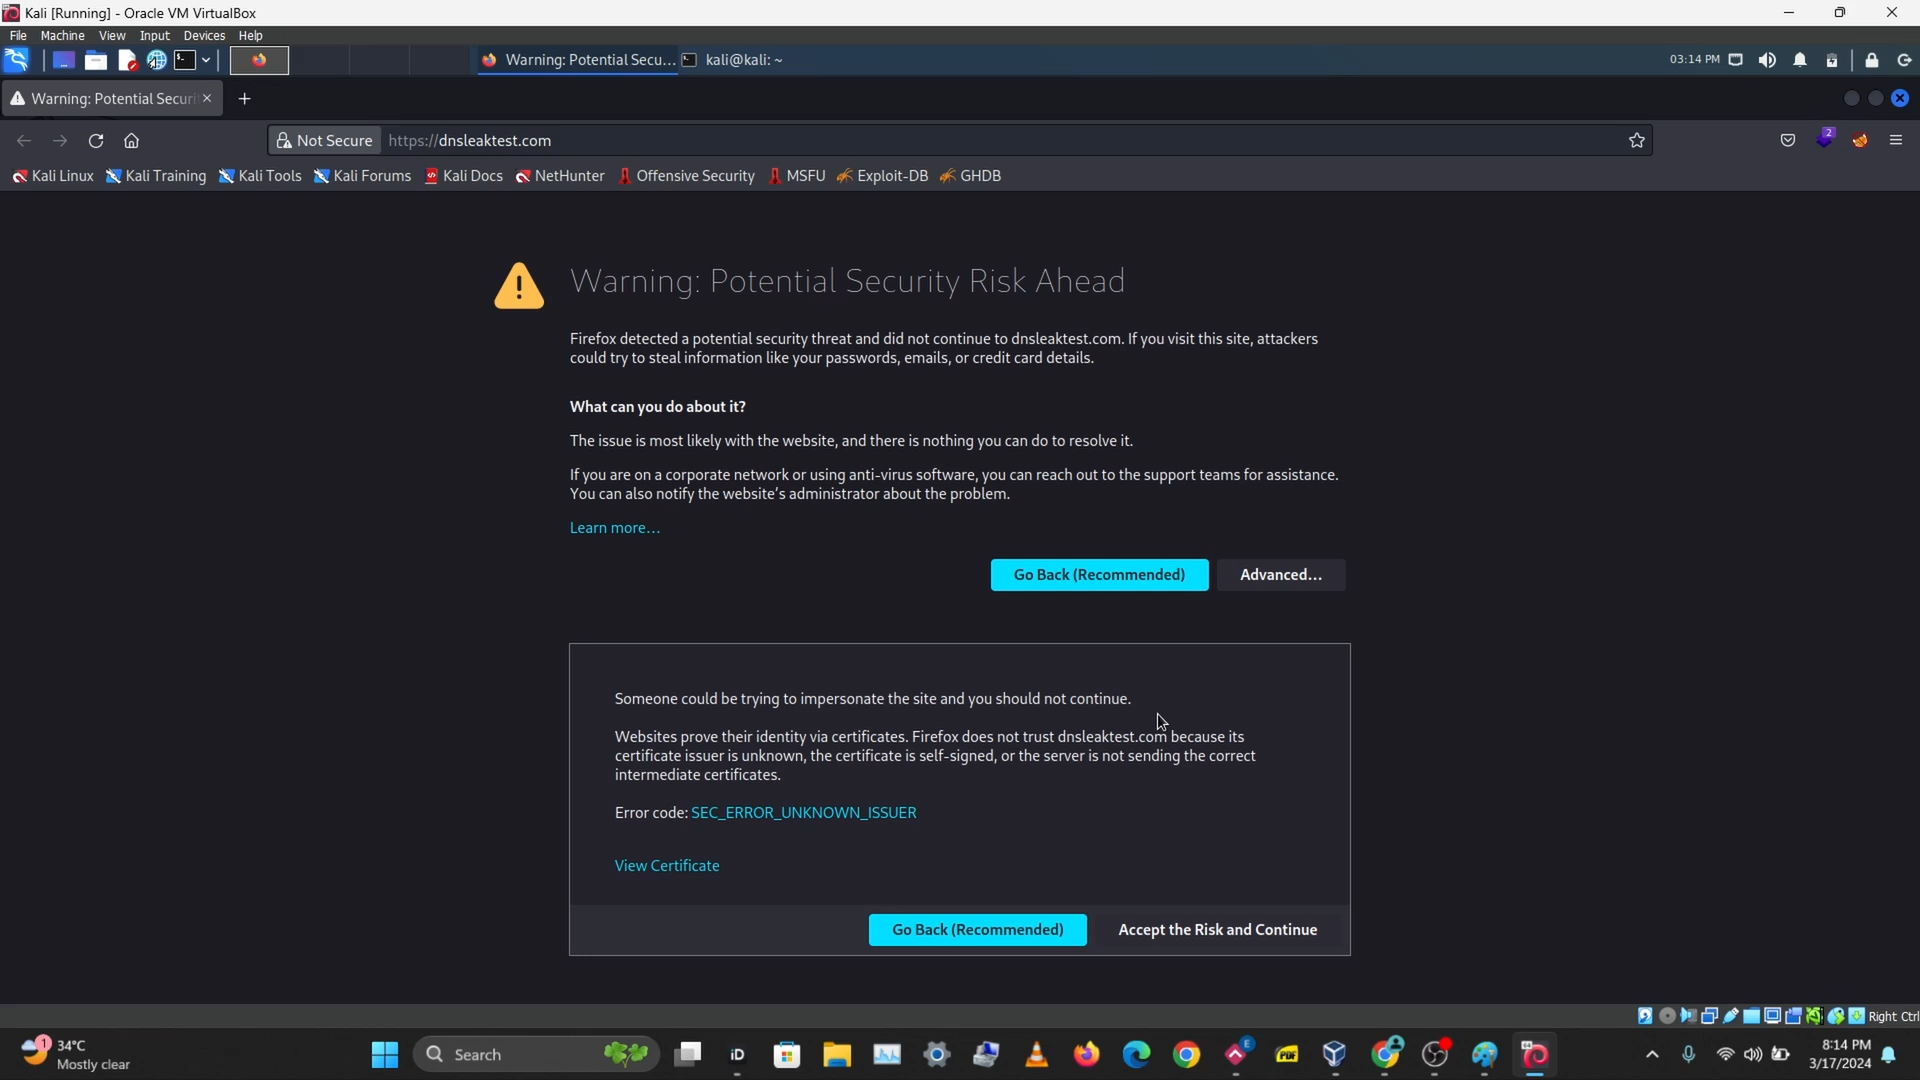 Kali [Running] - Oracle VM VirtualBox
File Machine View Input Devices Help
Warning: Potential Secu... kali@kali: ~
03:14 PM
Warning: Potential Securi
Not Secure https://dnsleaktest.com
2
Kali Linux Kali Training Kali Tools Kali Forums Kali Docs NetHunter Offensive Security MSFU Exploit-DB GHDB
Warning: Potential Security Risk Ahead
Firefox detected a potential security threat and did not continue to dnsleaktest.com. If you visit this site, attackers
could try to steal information like your passwords, emails, or credit card details.
What can you do about it?
The issue is most likely with the website, and there is nothing you can do to resolve it.
If you are on a corporate network or using anti-virus software, you can reach out to the support teams for assistance.
You can also notify the website's administrator about the problem.
Learn more…
Go Back (Recommended) Advanced...
Someone could be trying to impersonate the site and you should not continue.
Websites prove their identity via certificates. Firefox does not trust dnsleaktest.com because its
certificate issuer is unknown, the certificate is self-signed, or the server is not sending the correct
intermediate certificates.
Error code: SEC_ERROR_UNKNOWN_ISSUER
View Certificate
Go Back (Recommended) Accept the Risk and Continue
Right Ctrl
1
34°C
Mostly clear
Search
iD
E
PDF
8:14 PM
3/17/2024